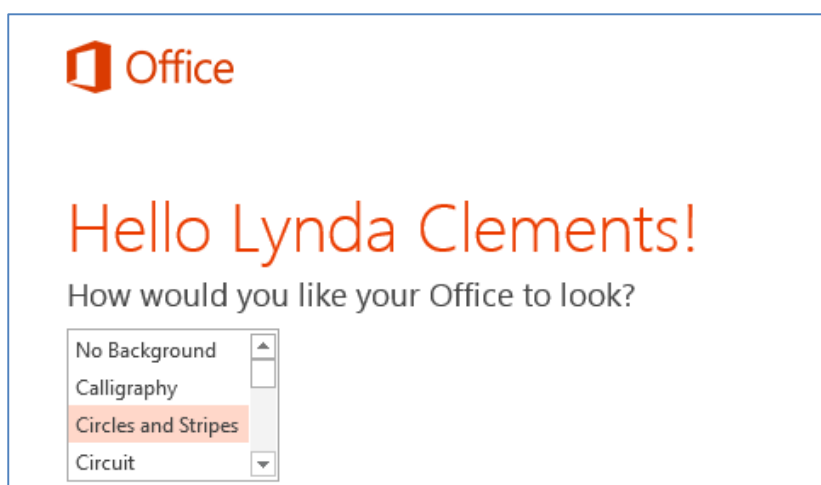 Office
Hello Lynda Clements!
How would you like your Office to look?
No Background
Calligraphy
Circles and Stripes
Circuit